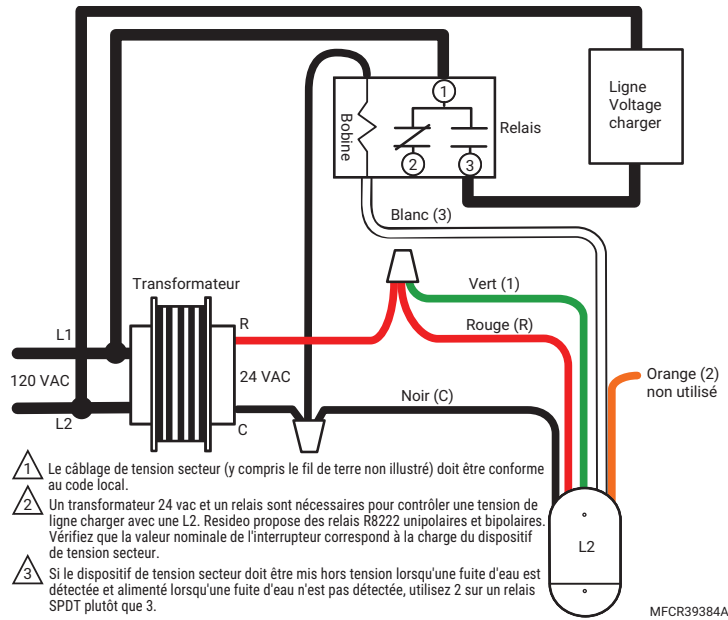 1
Bobine
2
3
Relais
Ligne
Voltage
charger
Blanc (3)
Transformateur
Vert (1)
R
Rouge (R)
L1
120 VAC
24 VAC
Orange (2)
non utilisé
Noir (C)
L2
C
1 Le câblage de tension secteur (y compris le fil de terre non illustré) doit être conforme
au code local.
2 Un transformateur 24 vac et un relais sont nécessaires pour contrôler une tension de
ligne charger avec une L2. Resideo propose des relais R8222 unipolaires et bipolaires.
Vérifiez que la valeur nominale de l'interrupteur correspond à la charge du dispositif
de tension secteur.
3 Si le dispositif de tension secteur doit être mis hors tension lorsqu'une fuite d'eau est
détectée et alimenté lorsqu'une fuite d'eau n'est pas détectée, utilisez 2 sur un relais
SPDT plutôt que 3.
L2
MFCR39384A